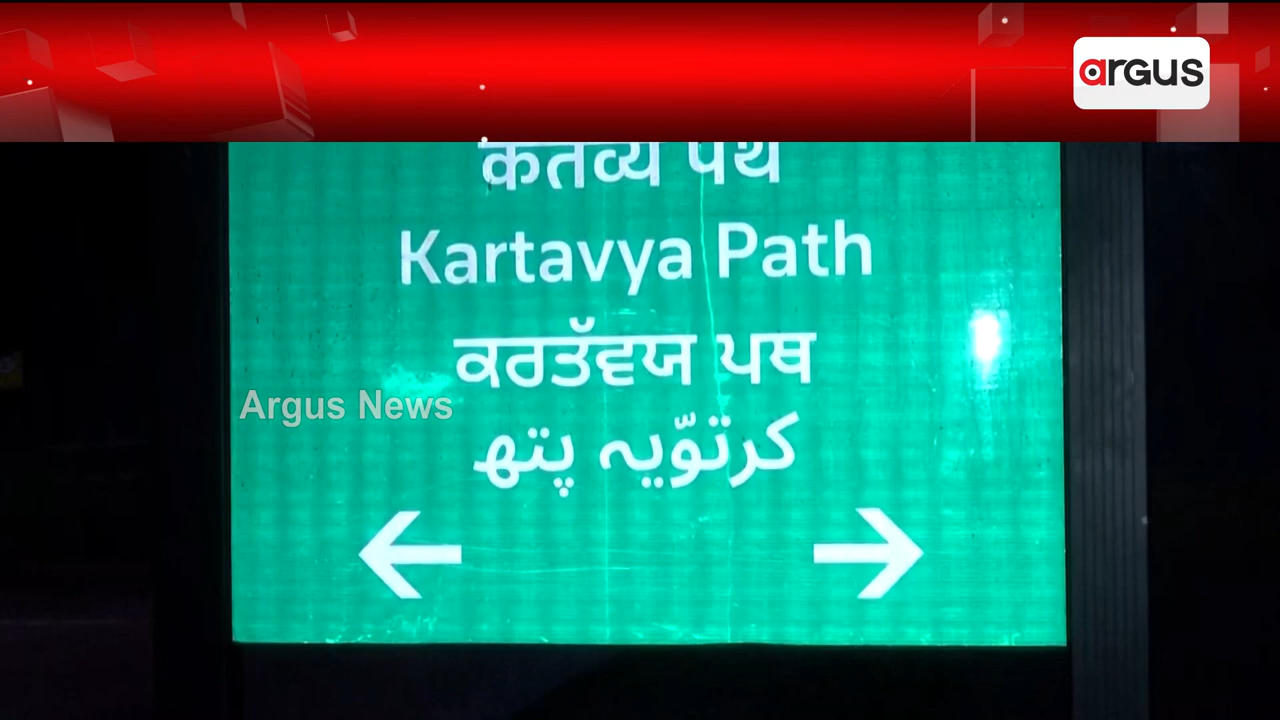 argus
कर्तव्य पथ
Kartavya Path
ਕਰਤੱਵਯ ਪਥ
Argus News
کرتوّیہ پتھ